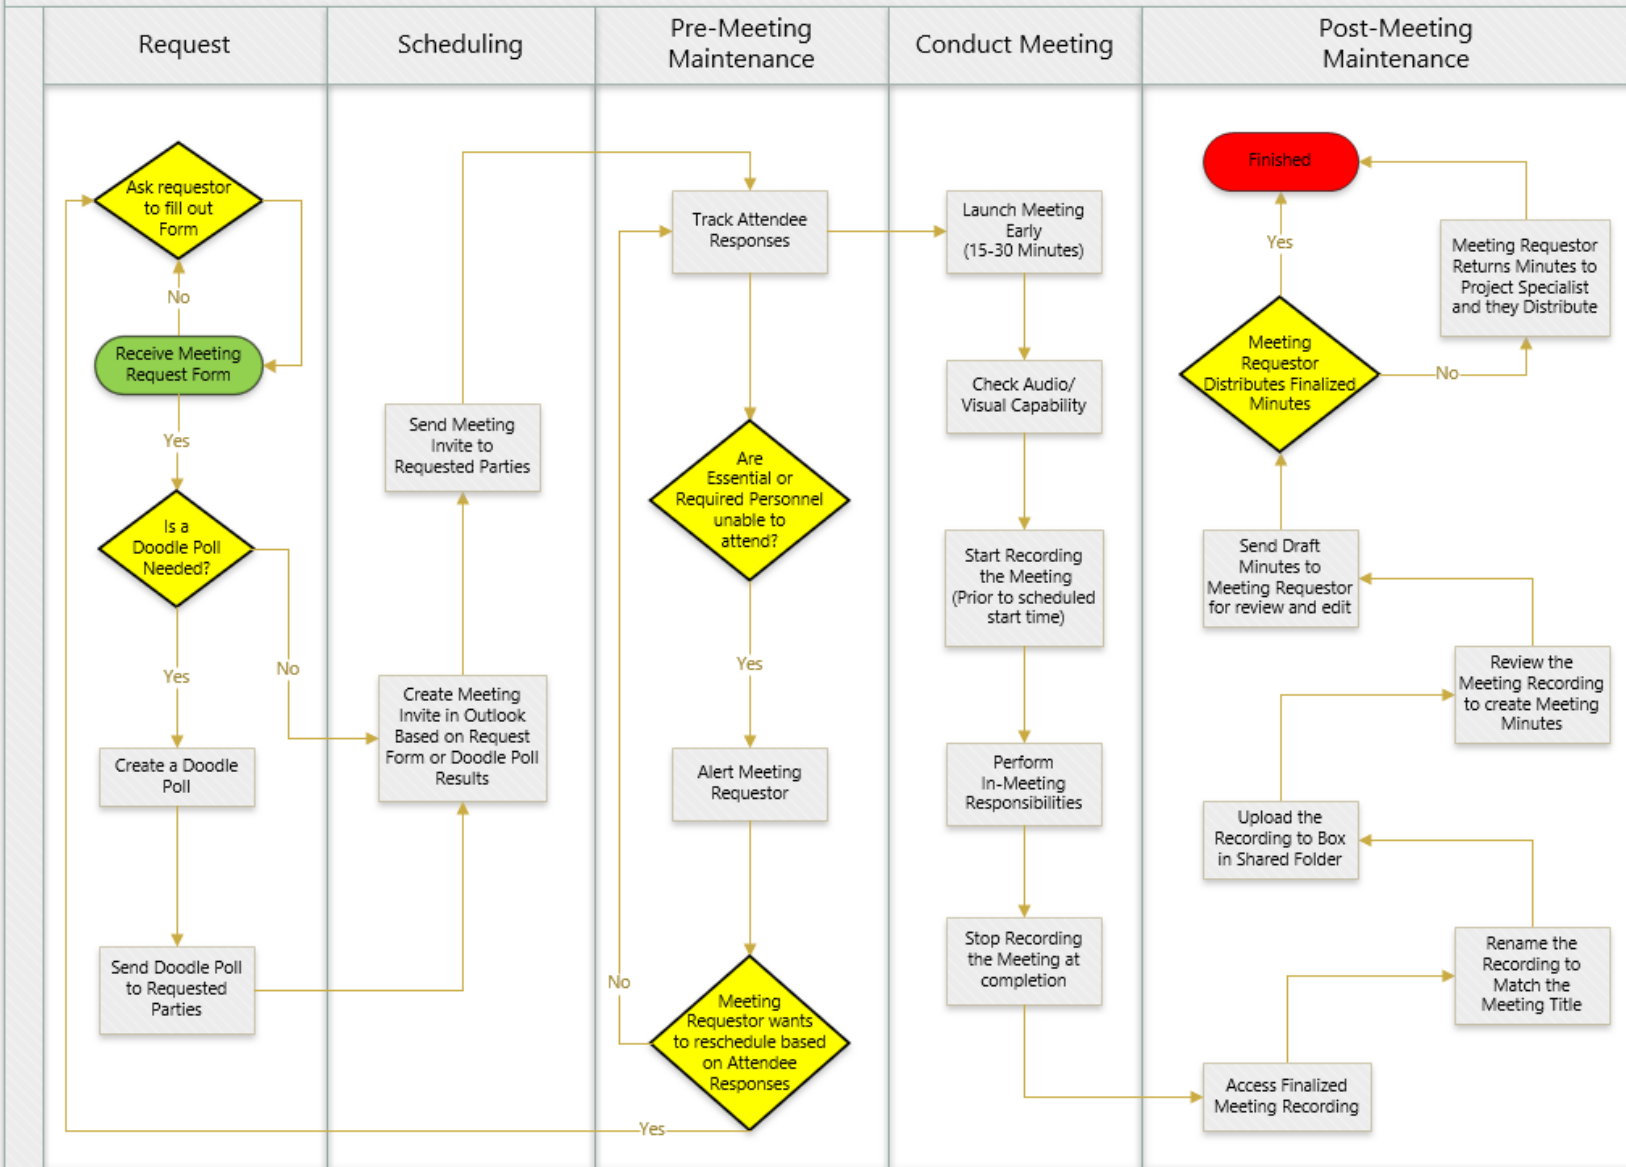 Request
Scheduling
Pre-Meeting
Maintenance
Conduct Meeting
Post-Meeting
Maintenance
Ask requestor
to fill out
Form
No
Receive Meeting
Request Form
Yes
Is a
Doodle Poll
Needed?
Yes
No
Create a Doodle
Poll
Send Doodle Poll
to Requested
Parties
Send Meeting
Invite to
Requested Parties
Create Meeting
Invite in Outlook
Based on Request
Form or Doodle Poll
Results
Track Attendee
Responses
Are
Essential or
Required Personnel
unable to
attend?
Yes
Alert Meeting
Requestor
No
Meeting
Requestor wants
to reschedule based
on Attendee
Responses
Yes
Launch Meeting
Early
(15-30 Minutes)
Check Audio/
Visual Capability
Start Recording
the Meeting
(Prior to scheduled
start time)
Perform
In-Meeting
Responsibilities
Stop Recording
the Meeting at
completion
Finished
Yes
Meeting Requestor
Returns Minutes to
Project Specialist
and they Distribute
Meeting
Requestor
Distributes Finalized
Minutes
No
Send Draft
Minutes to
Meeting Requestor
for review and edit
Review the
Meeting Recording
to create Meeting
Minutes
Upload the
Recording to Box
in Shared Folder
Rename the
Recording to
Match the
Meeting Title
Access Finalized
Meeting Recording